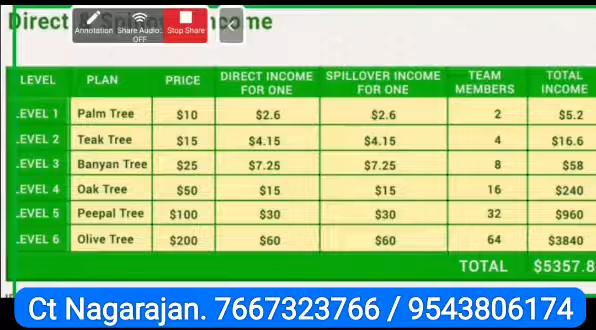 Direct & Spillover Income
Annotation Share Audio: Stop Share
OFF
LEVEL PLAN PRICE DIRECT INCOME FOR ONE SPILLOVER INCOME FOR ONE TEAM MEMBERS TOTAL INCOME
LEVEL 1 Palm Tree $10 $2.6 $2.6 2 $5.2
LEVEL 2 Teak Tree $15 $4.15 $4.15 4 $16.6
LEVEL 3 Banyan Tree $25 $7.25 $7.25 8 $58
LEVEL 4 Oak Tree $50 $15 $15 16 $240
LEVEL 5 Peepal Tree $100 $30 $30 32 $960
LEVEL 6 Olive Tree $200 $60 $60 64 $3840
TOTAL $5357.8
Ct Nagarajan. 7667323766 / 9543806174